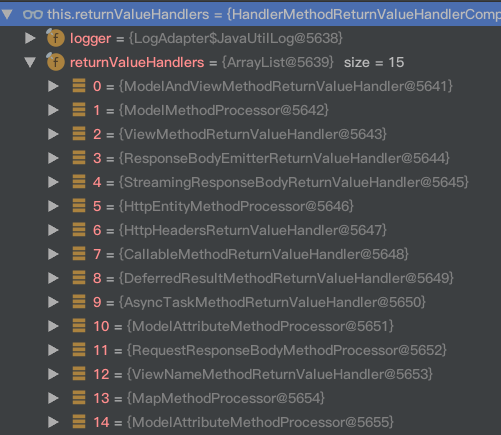 this.returnValueHandlers = {HandlerMethodReturnValueHandlerComp
f logger = {LogAdapter$JavaUtilLog@5638}
f returnValueHandlers = {ArrayList@5639} size = 15
0 = {ModelAndViewMethodReturnValueHandler@5641}
1 = {ModelMethodProcessor@5642}
2 = {ViewMethodReturnValueHandler@5643}
3 = {ResponseBodyEmitterReturnValueHandler@5644}
4 = {StreamingResponseBodyReturnValueHandler@5645}
5 = {HttpEntityMethodProcessor@5646}
6 = {HttpHeadersReturnValueHandler@5647}
7 = {CallableMethodReturnValueHandler@5648}
8 = {DeferredResultMethodReturnValueHandler@5649}
9 = {AsyncTaskMethodReturnValueHandler@5650}
10 = {ModelAttributeMethodProcessor@5651}
11 = {RequestResponseBodyMethodProcessor@5652}
12 = {ViewNameMethodReturnValueHandler@5653}
13 = {MapMethodProcessor@5654}
14 = {ModelAttributeMethodProcessor@5655}